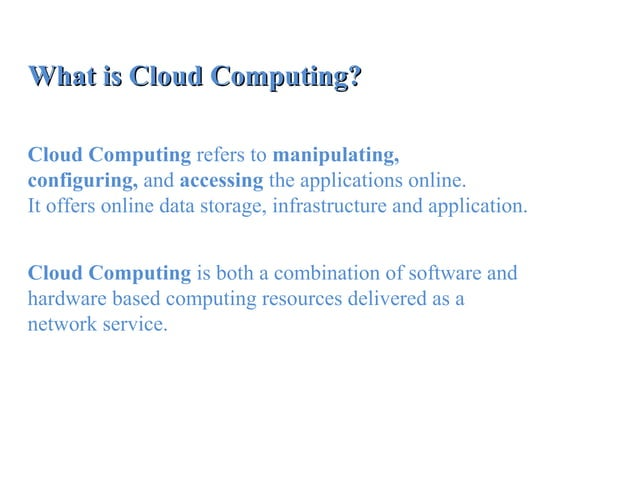 What is Cloud Computing?
Cloud Computing refers to manipulating,
configuring, and accessing the applications online.
It offers online data storage, infrastructure and application.
Cloud Computing is both a combination of software and
hardware based computing resources delivered as a
network service.